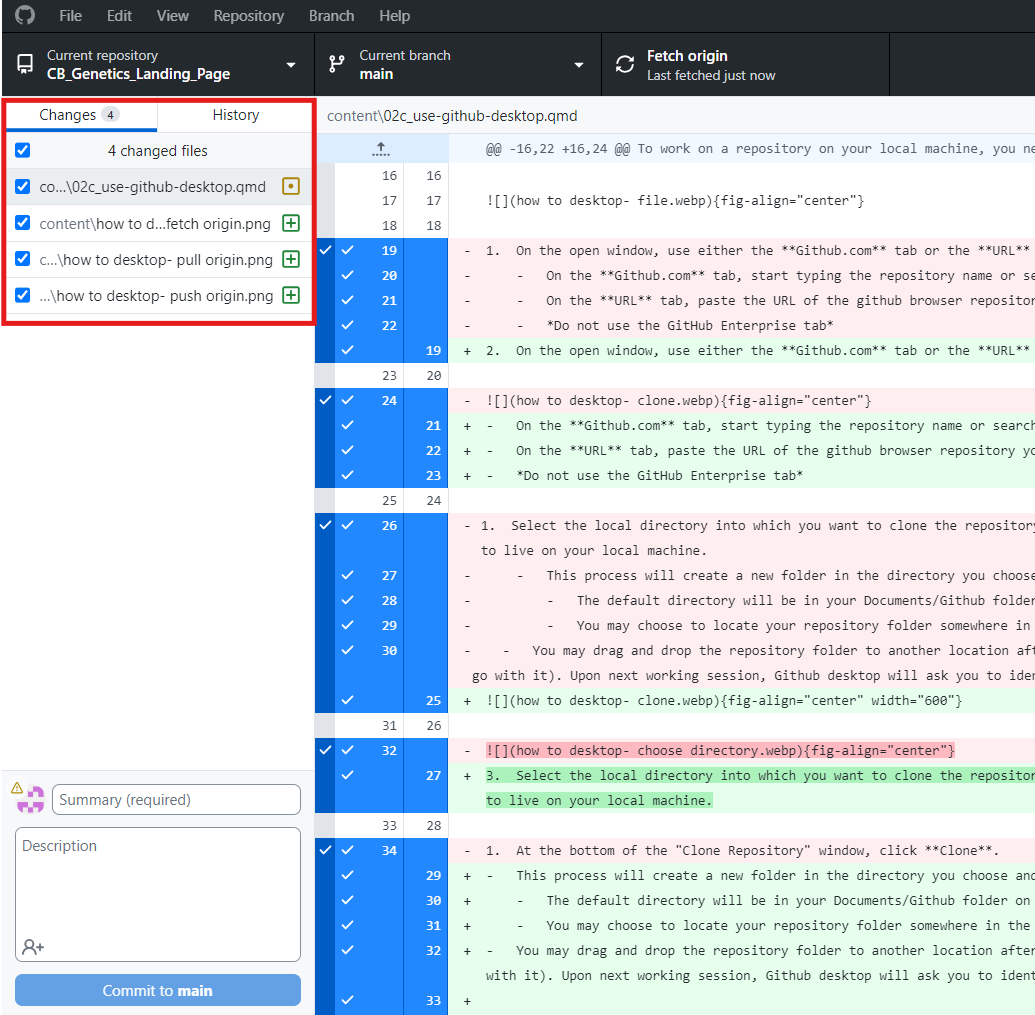 File Edit View Repository Branch Help
Current repository
CB_Genetics_Landing_Page
Current branch
main
Fetch origin
Last fetched just now
Changes 4 History
4 changed files
co...\02c_use-github-desktop.qmd
content\how to d...fetch origin.png
c...\how to desktop- pull origin.png
...\how to desktop- push origin.png
Summary (required)
Description
Commit to main
content\02c_use-github-desktop.qmd
@@ -16,22 +16,24 @@ To work on a repository on your local machine, you ne
16 16
17 17 ![](how to desktop- file.webp){fig-align="center"}
18 18
19 - 1.  On the open window, use either the **Github.com** tab or the **URL**
20 -     -   On the **Github.com** tab, start typing the repository name or se
21 -     -   On the **URL** tab, paste the URL of the github browser repositor
22 -     -   *Do not use the GitHub Enterprise tab*
19 + 2.  On the open window, use either the **Github.com** tab or the **URL**
23 20
24 - ![](how to desktop- clone.webp){fig-align="center"}
21 + -   On the **Github.com** tab, start typing the repository name or search
22 + -   On the **URL** tab, paste the URL of the github browser repository yo
23 + -   *Do not use the GitHub Enterprise tab*
25 24
26 - 1.  Select the local directory into which you want to clone the repository
to live on your local machine.
27 -     -   This process will create a new folder in the directory you choose
28 -         -   The default directory will be in your Documents/Github folder
29 -         -   You may choose to locate your repository folder somewhere in
30 -     -   You may drag and drop the repository folder to another location aft
go with it). Upon next working session, Github desktop will ask you to iden
25 + ![](how to desktop- clone.webp){fig-align="center" width="600"}
31 26
32 - ![](how to desktop- choose directory.webp){fig-align="center"}
27 + 3.  Select the local directory into which you want to clone the repositor
to live on your local machine.
33 28
34 - 1.  At the bottom of the "Clone Repository" window, click **Clone**.
29 + -   This process will create a new folder in the directory you choose and
30 +     -   The default directory will be in your Documents/Github folder on
31 +     -   You may choose to locate your repository folder somewhere in the
32 + -   You may drag and drop the repository folder to another location after
with it). Upon next working session, Github desktop will ask you to ident
33 +